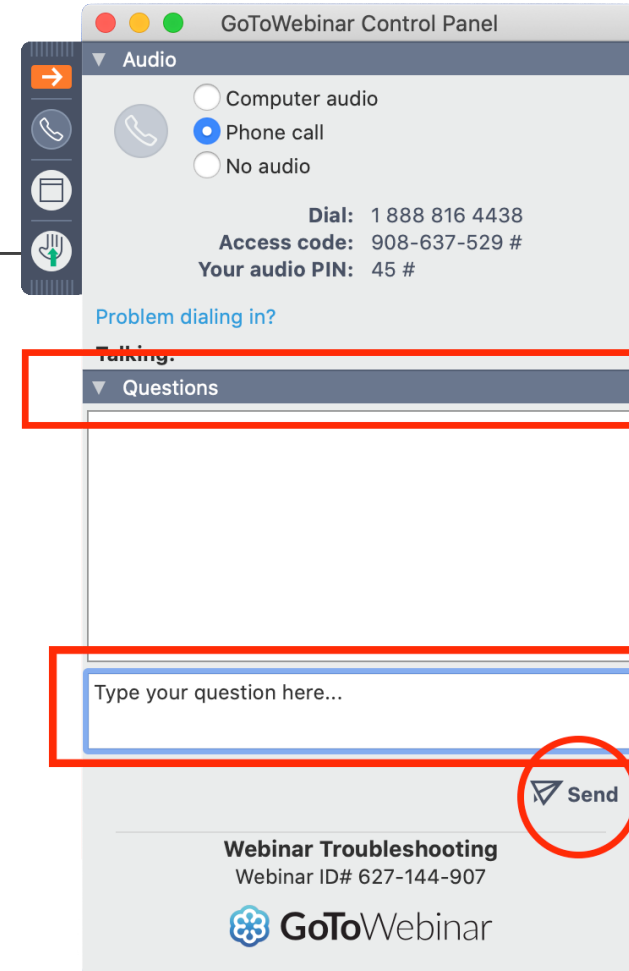 GoToWebinar Control Panel
Audio
Computer audio
Phone call
No audio
Dial: 1 888 816 4438
Access code: 908-637-529 #
Your audio PIN: 45 #
Problem dialing in?
Talking:
Questions
Type your question here...
Send
Webinar Troubleshooting
Webinar ID# 627-144-907
GoToWebinar